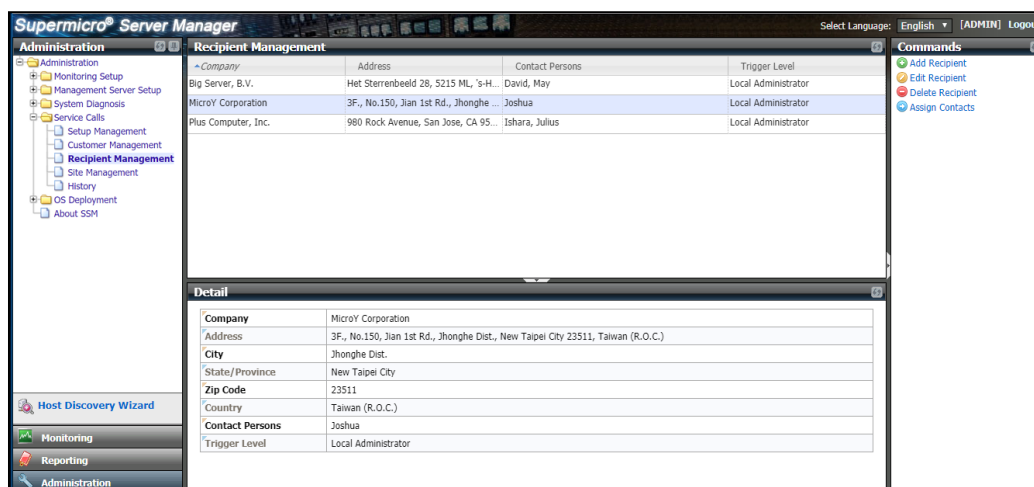 Supermicro® Server Manager
Select Language: English [ADMIN] Logou
Administration
Administration
Monitoring Setup
Management Server Setup
System Diagnosis
Service Calls
Setup Management
Customer Management
Recipient Management
Site Management
History
OS Deployment
About SSM
Host Discovery Wizard
Monitoring
Reporting
Administration
Recipient Management
Company Address Contact Persons Trigger Level
Big Server, B.V. Het Sterrenbeeld 28, 5215 ML, 's-H... David, May Local Administrator
MicroY Corporation 3F., No.150, Jian 1st Rd., Jhonghe ... Joshua Local Administrator
Plus Computer, Inc. 980 Rock Avenue, San Jose, CA 95... Ishara, Julius Local Administrator
Detail
Company MicroY Corporation
Address 3F., No.150, Jian 1st Rd., Jhonghe Dist., New Taipei City 23511, Taiwan (R.O.C.)
City Jhonghe Dist.
State/Province New Taipei City
Zip Code 23511
Country Taiwan (R.O.C.)
Contact Persons Joshua
Trigger Level Local Administrator
Commands
Add Recipient
Edit Recipient
Delete Recipient
Assign Contacts